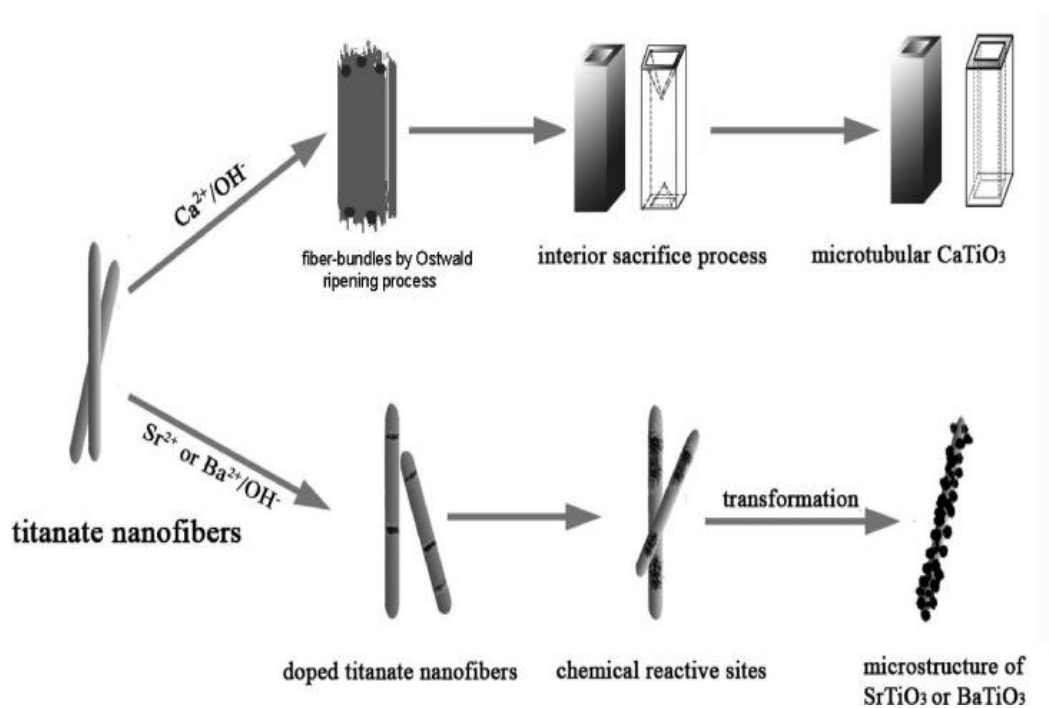 Ca²⁺/OH⁻
fiber-bundles by Ostwald
ripening process
interior sacrifice process
microtubular CaTiO₃
titanate nanofibers
Sr²⁺ or Ba²⁺/OH⁻
transformation
doped titanate nanofibers
chemical reactive sites
microstructure of
SrTiO₃ or BaTiO₃